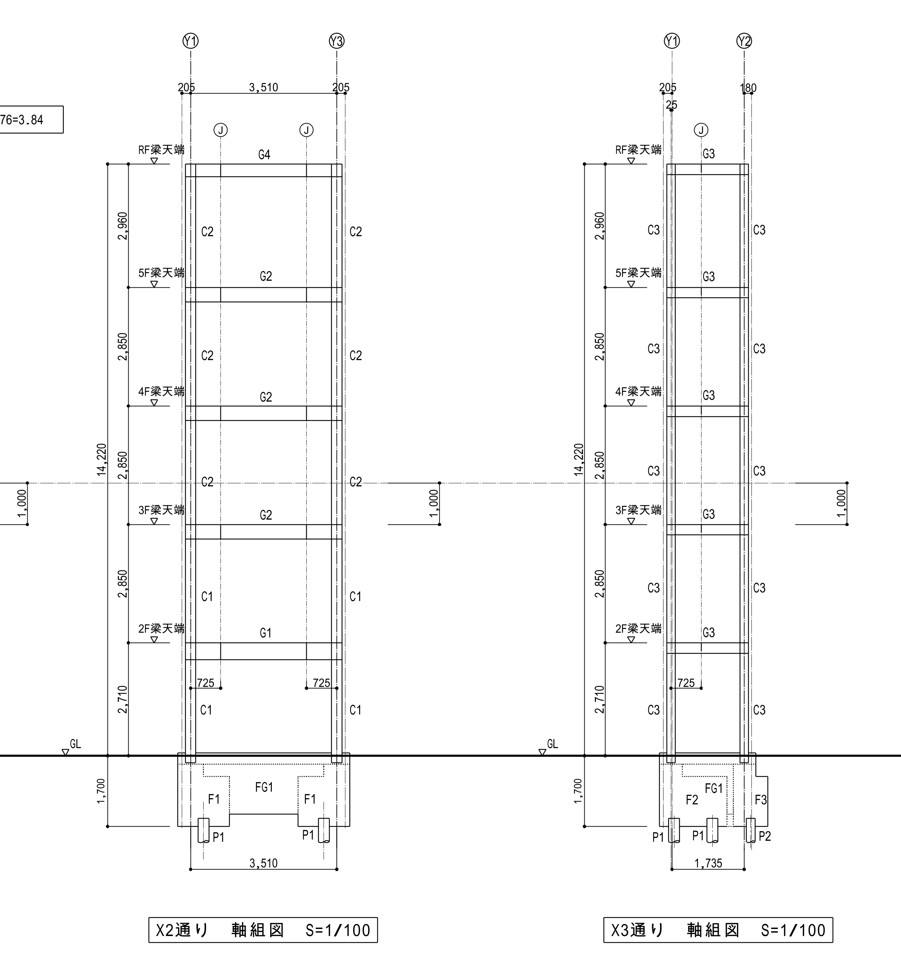 Y1 Y3 Y1 Y2
205 3,510 205 205 180
25
76=3.84
J J J
RF梁天端 G4 RF梁天端 G3
2,960 C2 C2 2,960 C3 C3
5F梁天端 G2 5F梁天端 G3
2,850 C2 C2 2,850 C3 C3
4F梁天端 G2 4F梁天端 G3
14,220 2,850 C2 C2 14,220 2,850 C3 C3
1,000 1,000 1,000
3F梁天端 G2 3F梁天端 G3
2,850 C1 C1 2,850 C3 C3
2F梁天端 G1 2F梁天端 G3
725 725 725
2,710 C1 C1 2,710 C3 C3
GL GL
1,700 F1 FG1 F1 1,700 F2 FG1 F3
P1 P1 P1 P1 P2
3,510 1,735
X2通り 軸組図 S=1/100 X3通り 軸組図 S=1/100